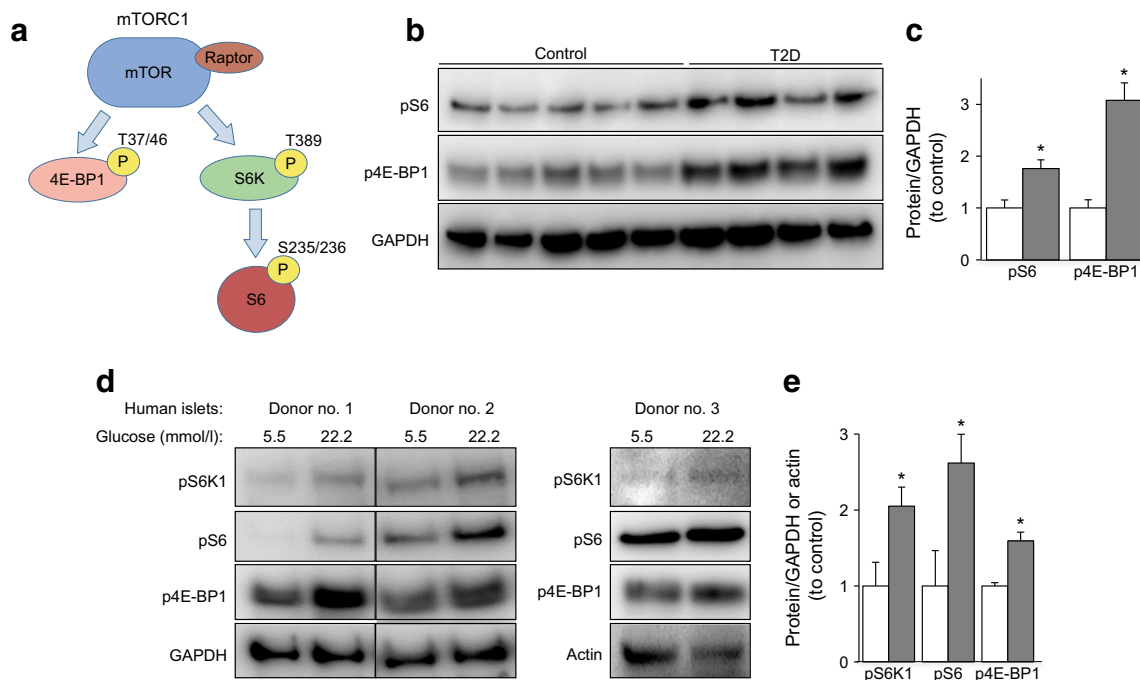 a
mTORC1
mTOR
Raptor
T37/46
P
4E-BP1
T389
P
S6K
S235/236
P
S6
b
Control
T2D
pS6
p4E-BP1
GAPDH
c
Protein/GAPDH
(to control)
3
2
1
0
*
*
pS6
p4E-BP1
d
Human islets:
Donor no. 1
Donor no. 2
Donor no. 3
Glucose (mmol/l):
5.5
22.2
5.5
22.2
5.5
22.2
pS6K1
pS6
p4E-BP1
GAPDH
pS6K1
pS6
p4E-BP1
Actin
e
Protein/GAPDH or actin
(to control)
3
2
1
0
*
*
*
pS6K1
pS6
p4E-BP1